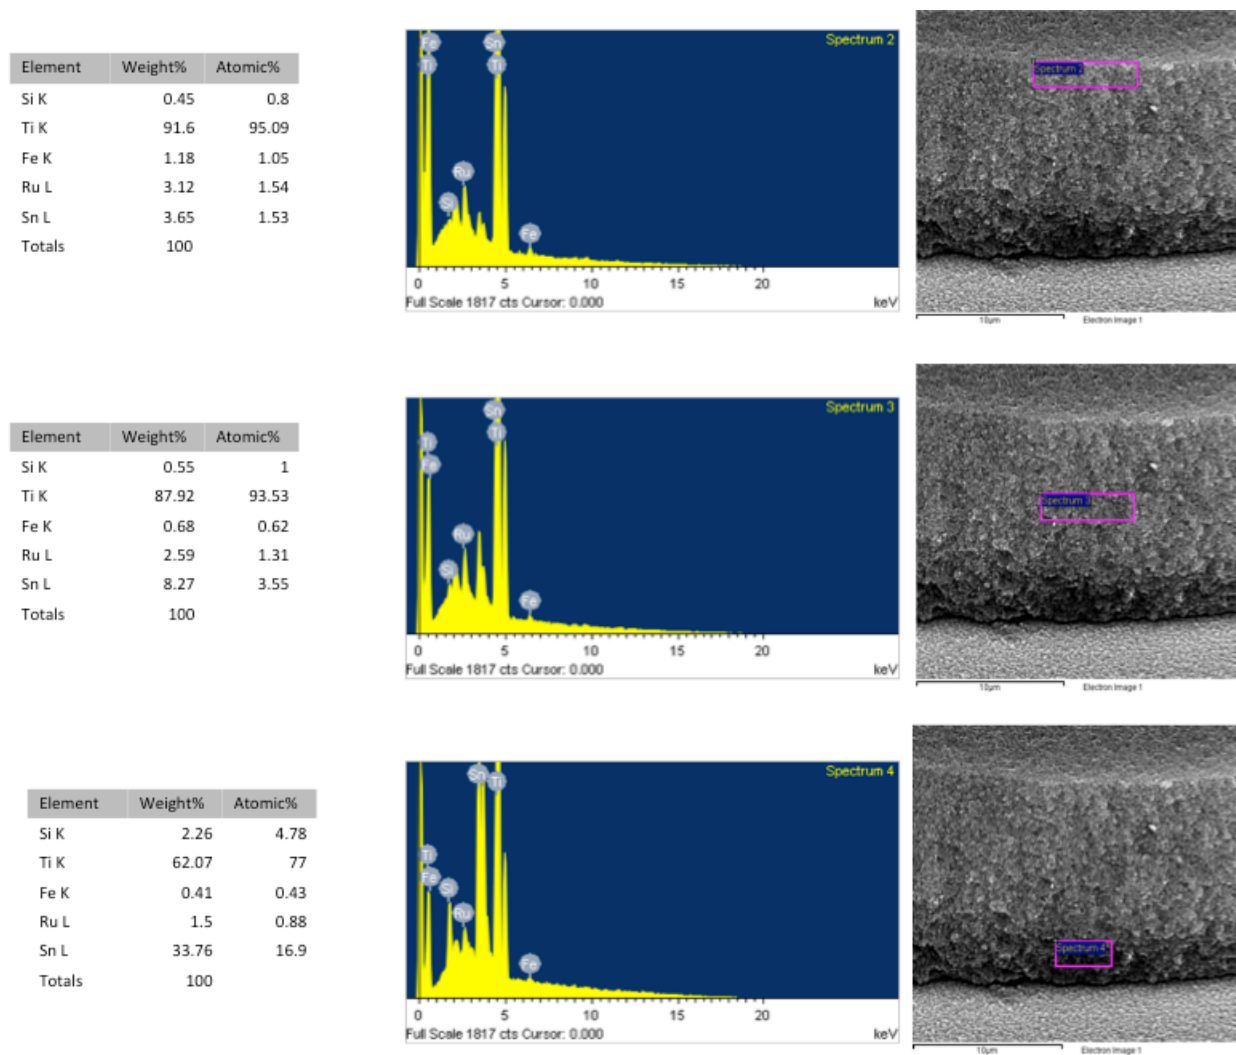 Element Weight% Atomic%
Si K 0.45 0.8
Ti K 91.6 95.09
Fe K 1.18 1.05
Ru L 3.12 1.54
Sn L 3.65 1.53
Totals 100
Spectrum 2
Fe Sn
Ti Ti
Ru
Si
Fe
0 5 10 15 20
Full Scale 1817 cts Cursor: 0.000 keV
Spectrum 2
10µm Electron Image 1
Element Weight% Atomic%
Si K 0.55 1
Ti K 87.92 93.53
Fe K 0.68 0.62
Ru L 2.59 1.31
Sn L 8.27 3.55
Totals 100
Spectrum 3
Sn
Ti Ti
Fe
Ru
Si
Fe
0 5 10 15 20
Full Scale 1817 cts Cursor: 0.000 keV
Spectrum 3
10µm Electron Image 1
Element Weight% Atomic%
Si K 2.26 4.78
Ti K 62.07 77
Fe K 0.41 0.43
Ru L 1.5 0.88
Sn L 33.76 16.9
Totals 100
Spectrum 4
Sn Ti
Ti
Fe Si
Ru
Fe
0 5 10 15 20
Full Scale 1817 cts Cursor: 0.000 keV
Spectrum 4
10µm Electron Image 1